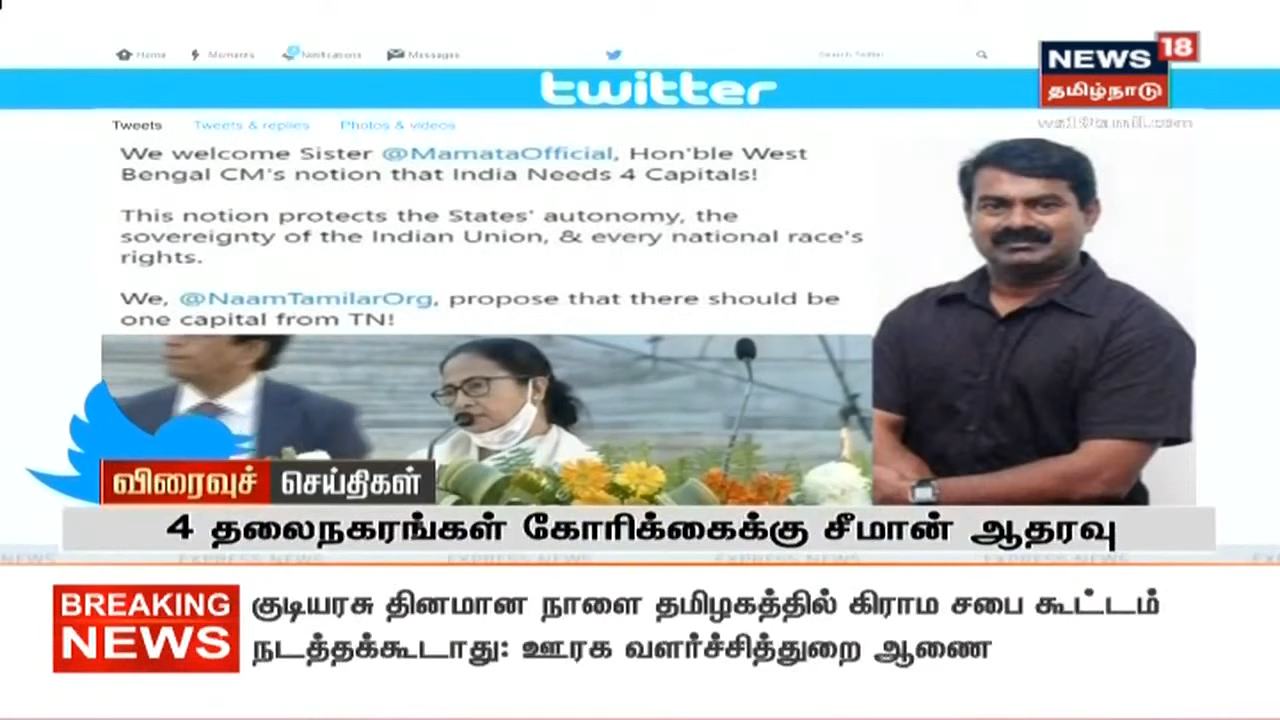 Home Moments Notifications Messages Search Twitter
NEWS 18
தமிழ்நாடு
twitter
Tweets Tweets & replies Photos & videos
We welcome Sister @MamataOfficial, Hon'ble West
Bengal CM's notion that India Needs 4 Capitals!
This notion protects the States' autonomy, the
sovereignty of the Indian Union, & every national race's
rights.
We, @NaamTamilarOrg, propose that there should be
one capital from TN!
விரைவுச் செய்திகள்
4 தலைநகரங்கள் கோரிக்கைக்கு சீமான் ஆதரவு
BREAKING
NEWS
குடியரசு தினமான நாளை தமிழகத்தில் கிராம சபை கூட்டம்
நடத்தக்கூடாது: ஊரக வளர்ச்சித்துறை ஆணை